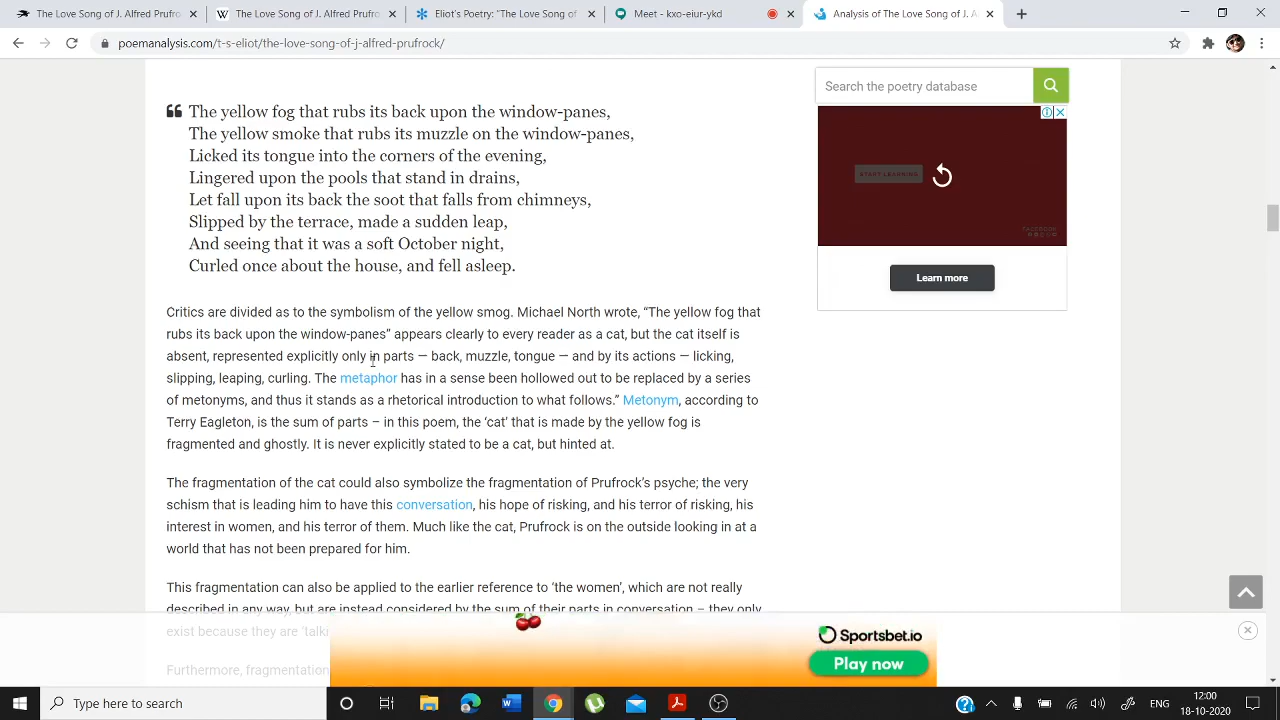 The Love Song of J. Alfred Prufr
The Love Song of J. Alfred Prufr
Eliot's Poetry: "The Love Song of
Meet - kxo-eur-ykd
Analysis of The Love Song of J. A
poemanalysis.com/t-s-eliot/the-love-song-of-j-alfred-prufrock/
Search the poetry database
The yellow fog that rubs its back upon the window-panes,
The yellow smoke that rubs its muzzle on the window-panes,
Licked its tongue into the corners of the evening,
Lingered upon the pools that stand in drains,
Let fall upon its back the soot that falls from chimneys,
Slipped by the terrace, made a sudden leap,
And seeing that it was a soft October night,
Curled once about the house, and fell asleep.
START LEARNING
Learn more
Critics are divided as to the symbolism of the yellow smog. Michael North wrote, “The yellow fog that
rubs its back upon the window-panes” appears clearly to every reader as a cat, but the cat itself is
absent, represented explicitly only in parts — back, muzzle, tongue — and by its actions — licking,
slipping, leaping, curling. The metaphor has in a sense been hollowed out to be replaced by a series
of metonyms, and thus it stands as a rhetorical introduction to what follows.” Metonym, according to
Terry Eagleton, is the sum of parts – in this poem, the ‘cat’ that is made by the yellow fog is
fragmented and ghostly. It is never explicitly stated to be a cat, but hinted at.
The fragmentation of the cat could also symbolize the fragmentation of Prufrock’s psyche; the very
schism that is leading him to have this conversation, his hope of risking, and his terror of risking, his
interest in women, and his terror of them. Much like the cat, Prufrock is on the outside looking in at a
world that has not been prepared for him.
This fragmentation can also be applied to the earlier reference to ‘the women’, which are not really
described in any way, but are instead considered by the sum of their parts in conversation – they only
exist because they are ‘talki
Furthermore, fragmentation
Sportsbet.io
Play now
Type here to search
ENG
12:00
18-10-2020